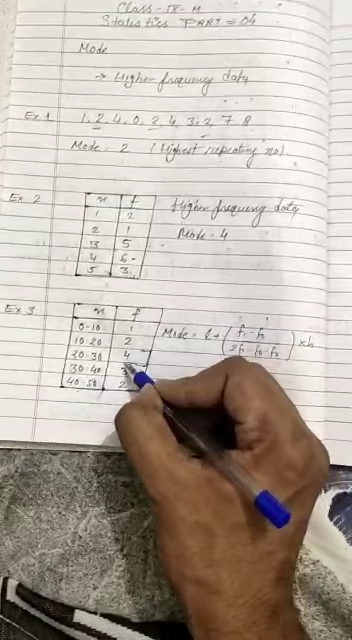 Class - IX - M
Statistics PART = 04
Mode
→ Higher frequency data
Ex 1 1, 2, 4, 0, 2, 4, 3, 2, 7 8
Mode = 2 (Highest repeating no).
Ex 2
x f
1 2
2 1
3 5
4 6
5 3
Higher frequency data
Mode = 4
Ex 3
x f
0-10 1
10-20 2
20-30 4
30-40
40-50 2
Mode = l + (f₁-f₀ / 2f₁-f₀-f₂) × h